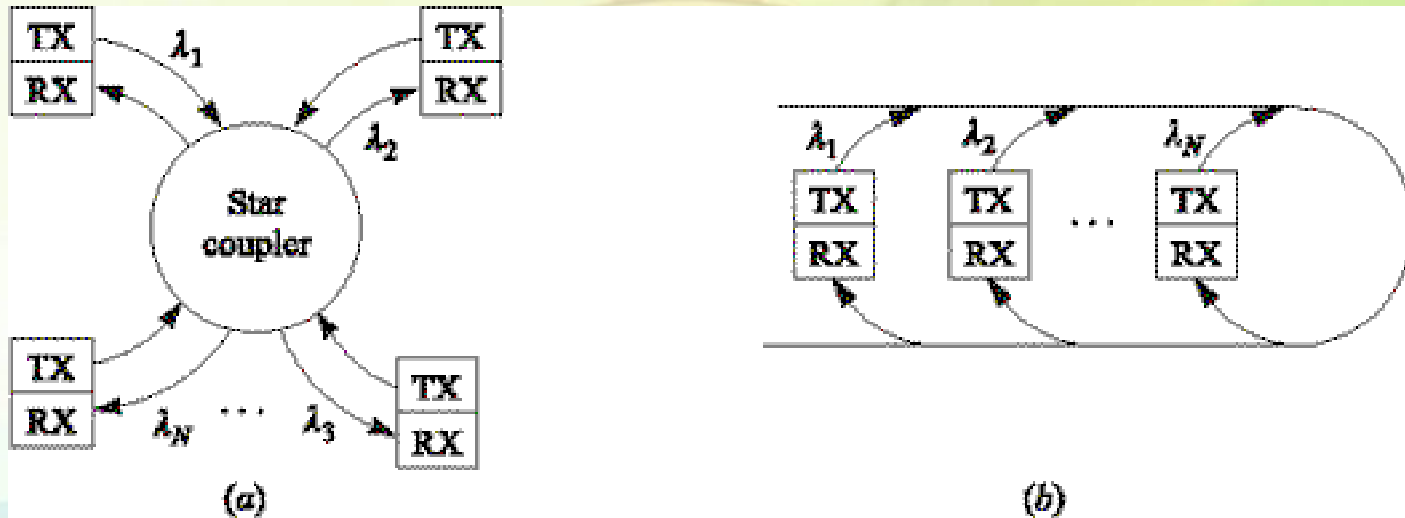 TX
RX
λ1
TX
RX
λ2
Star
coupler
TX
RX
λN
...
λ3
TX
RX
(a)
λ1
λ2
λN
TX
TX
...
TX
RX
RX
RX
(b)